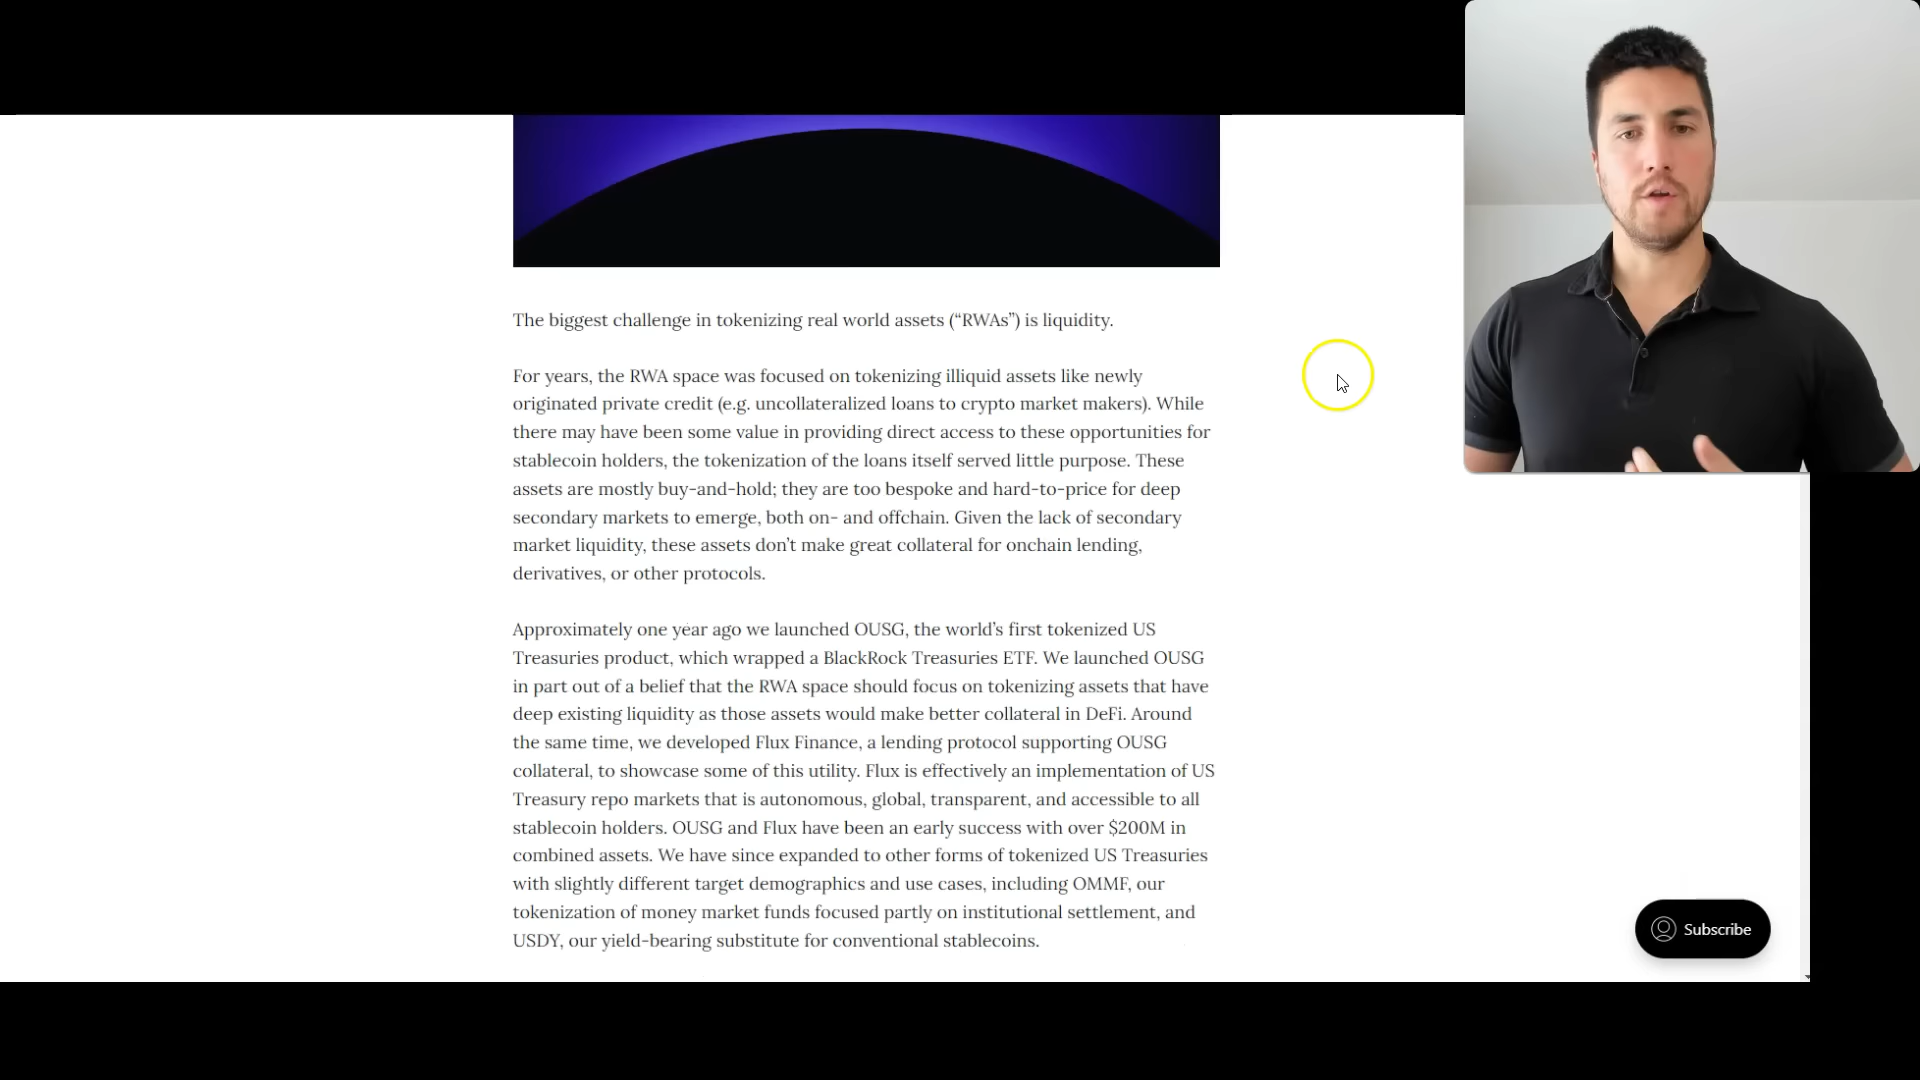 The biggest challenge in tokenizing real world assets (“RWAs”) is liquidity.
For years, the RWA space was focused on tokenizing illiquid assets like newly
originated private credit (e.g. uncollateralized loans to crypto market makers). While
there may have been some value in providing direct access to these opportunities for
stablecoin holders, the tokenization of the loans itself served little purpose. These
assets are mostly buy-and-hold; they are too bespoke and hard-to-price for deep
secondary markets to emerge, both on- and offchain. Given the lack of secondary
market liquidity, these assets don’t make great collateral for onchain lending,
derivatives, or other protocols.
Approximately one year ago we launched OUSG, the world’s first tokenized US
Treasuries product, which wrapped a BlackRock Treasuries ETF. We launched OUSG
in part out of a belief that the RWA space should focus on tokenizing assets that have
deep existing liquidity as those assets would make better collateral in DeFi. Around
the same time, we developed Flux Finance, a lending protocol supporting OUSG
collateral, to showcase some of this utility. Flux is effectively an implementation of US
Treasury repo markets that is autonomous, global, transparent, and accessible to all
stablecoin holders. OUSG and Flux have been an early success with over $200M in
combined assets. We have since expanded to other forms of tokenized US Treasuries
with slightly different target demographics and use cases, including OMMF, our
tokenization of money market funds focused partly on institutional settlement, and
USDY, our yield-bearing substitute for conventional stablecoins.
Subscribe